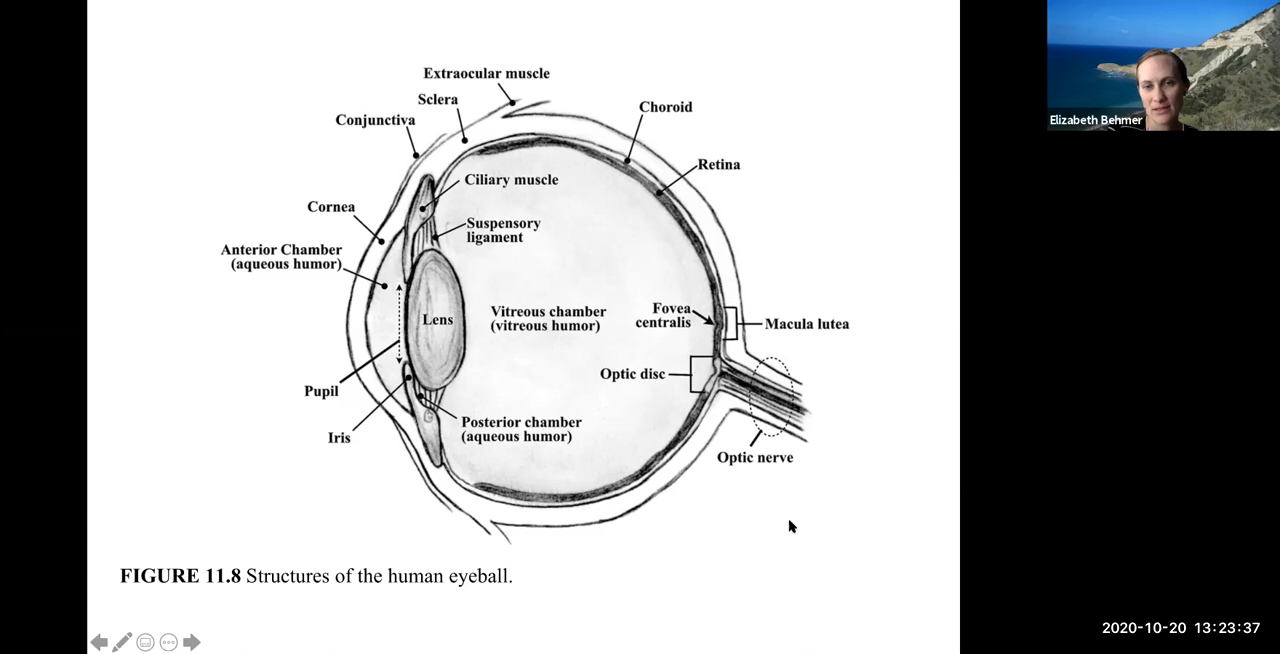 Extraocular muscle
Sclera
Conjunctiva
Choroid
Retina
Ciliary muscle
Cornea
Suspensory
ligament
Anterior Chamber
(aqueous humor)
Lens
Vitreous chamber
(vitreous humor)
Fovea
centralis
Macula lutea
Optic disc
Pupil
Iris
Posterior chamber
(aqueous humor)
Optic nerve
FIGURE 11.8 Structures of the human eyeball.
Elizabeth Behmer
2020-10-20 13:23:37